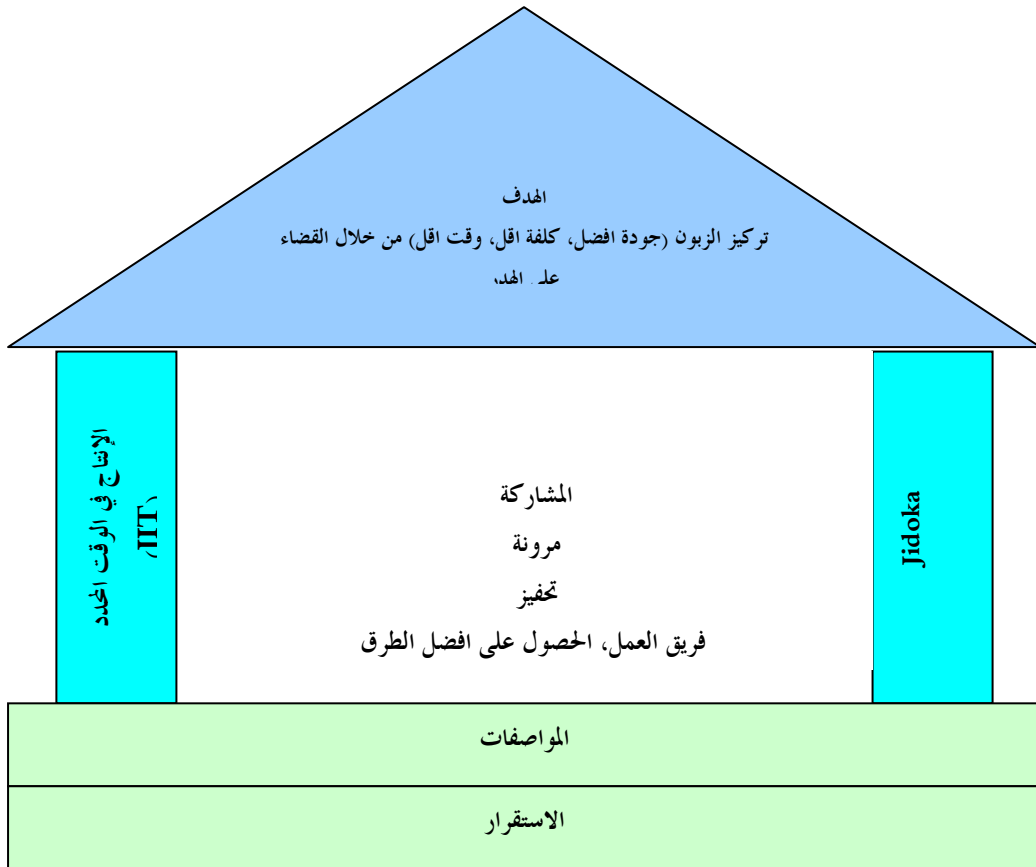 الهدف
تركيز الزبون (جودة افضل، كلفة اقل، وقت اقل) من خلال القضاء
على الهدر
الإنتاج في الوقت المحدد
(JIT)
المشاركة
مرونة
تحفيز
فريق العمل، الحصول على افضل الطرق
Jidoka
المواصفات
الاستقرار